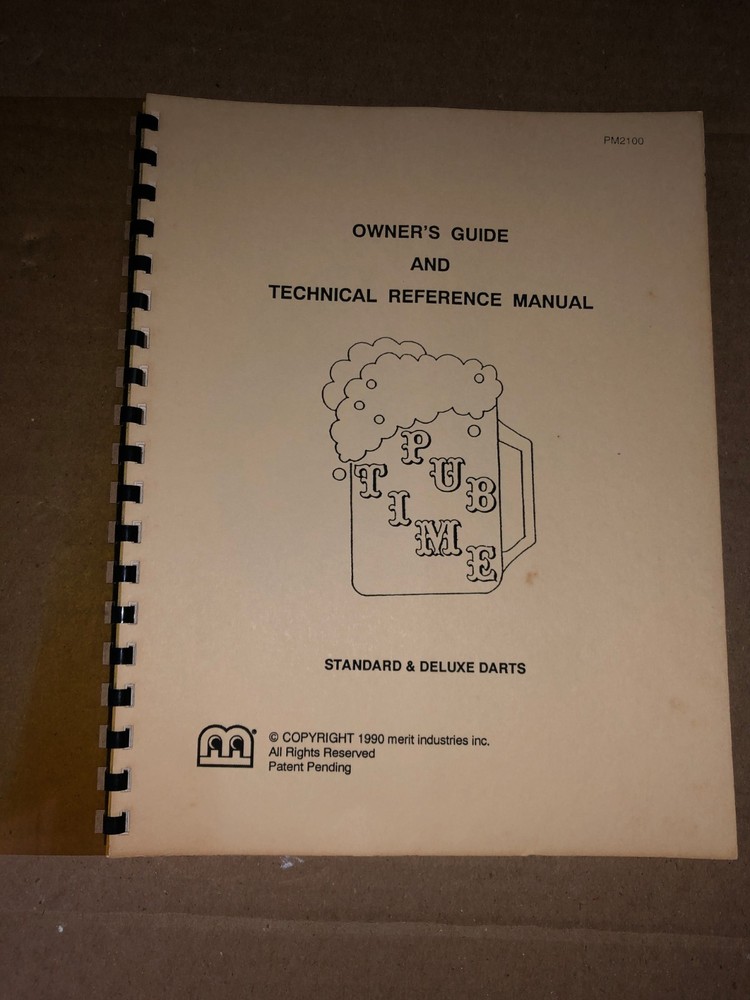 PM2100
OWNER'S GUIDE
AND
TECHNICAL REFERENCE MANUAL
PUB
TIME
STANDARD & DELUXE DARTS
© COPYRIGHT 1990 merit industries inc.
All Rights Reserved
Patent Pending